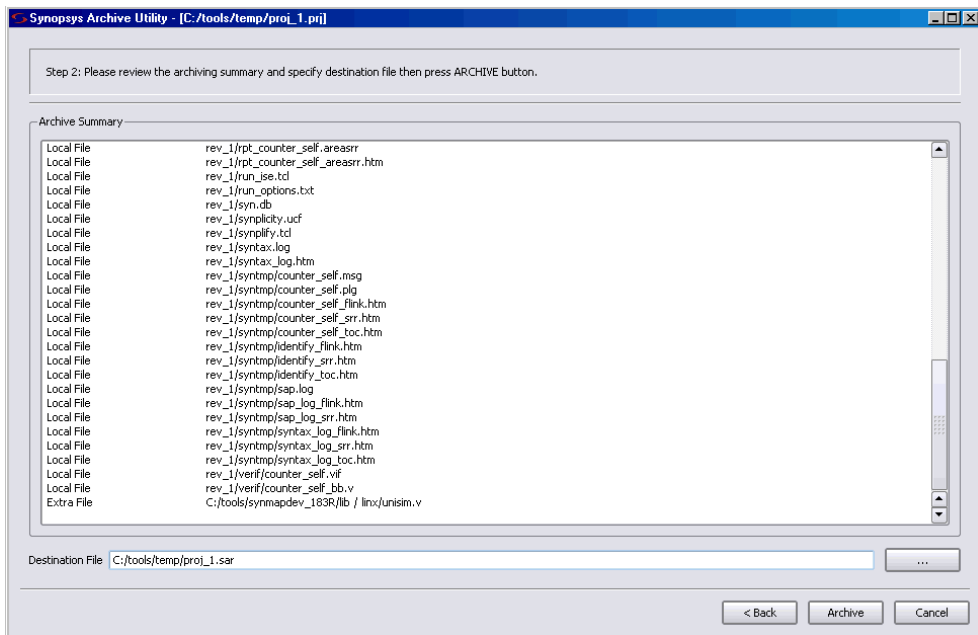 Synopsys Archive Utility - [C:/tools/temp/proj_1.prj]
Step 2: Please review the archiving summary and specify destination file then press ARCHIVE button.
Archive Summary
Local File rev_1/rpt_counter_self.areasrr
Local File rev_1/rpt_counter_self_areasrr.htm
Local File rev_1/run_ise.tcl
Local File rev_1/run_options.txt
Local File rev_1/syn.db
Local File rev_1/synplicity.ucf
Local File rev_1/synplify.tcl
Local File rev_1/syntax.log
Local File rev_1/syntax_log.htm
Local File rev_1/syntmp/counter_self.msg
Local File rev_1/syntmp/counter_self.plg
Local File rev_1/syntmp/counter_self_flink.htm
Local File rev_1/syntmp/counter_self_srr.htm
Local File rev_1/syntmp/counter_self_toc.htm
Local File rev_1/syntmp/identify_flink.htm
Local File rev_1/syntmp/identify_srr.htm
Local File rev_1/syntmp/identify_toc.htm
Local File rev_1/syntmp/sap.log
Local File rev_1/syntmp/sap_log_flink.htm
Local File rev_1/syntmp/sap_log_srr.htm
Local File rev_1/syntmp/syntax_log_flink.htm
Local File rev_1/syntmp/syntax_log_srr.htm
Local File rev_1/syntmp/syntax_log_toc.htm
Local File rev_1/verif/counter_self.vif
Local File rev_1/verif/counter_self_bb.v
Extra File C:/tools/synmapdev_183R/lib / linx/unisim.v
Destination File C:/tools/temp/proj_1.sar ...
< Back Archive Cancel